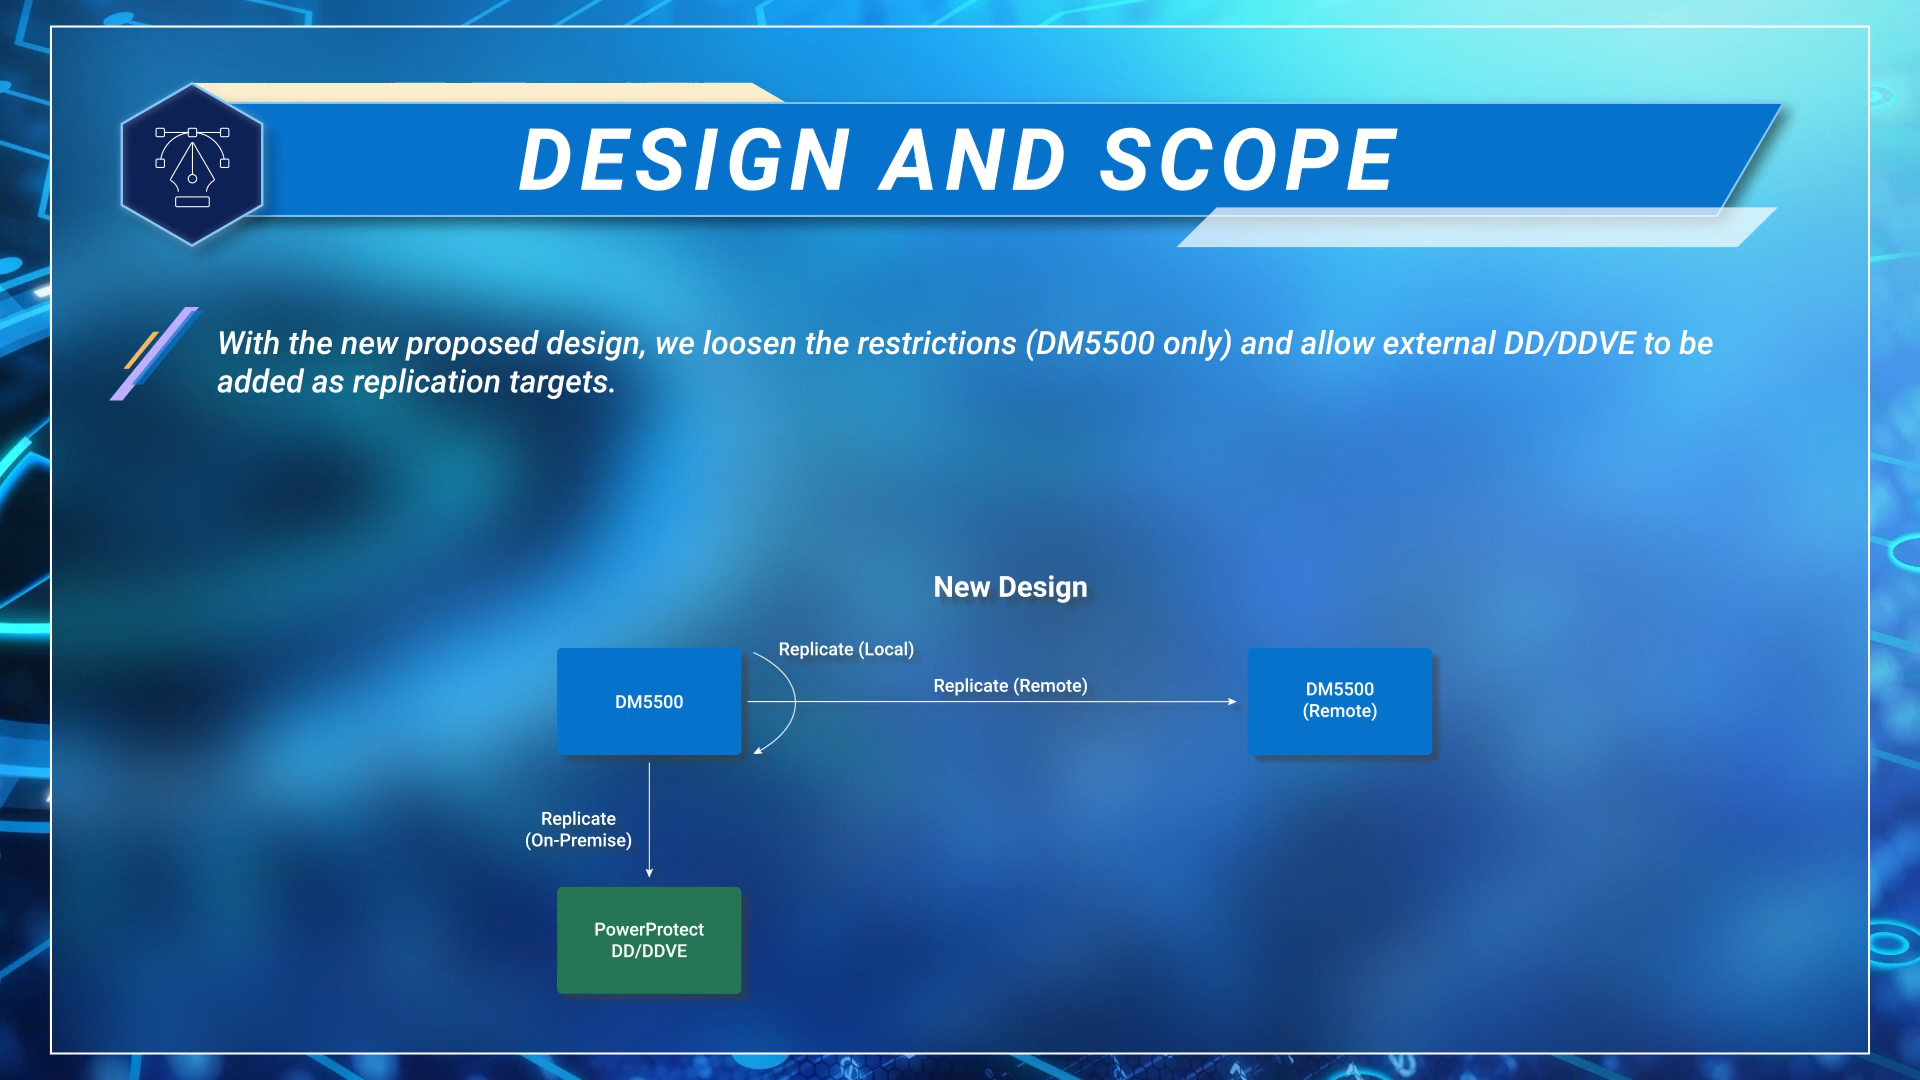 DESIGN AND SCOPE
With the new proposed design, we loosen the restrictions (DM5500 only) and allow external DD/DDVE to be
added as replication targets.
New Design
Replicate (Local)
Replicate (Remote)
DM5500
DM5500
(Remote)
Replicate
(On-Premise)
PowerProtect
DD/DDVE